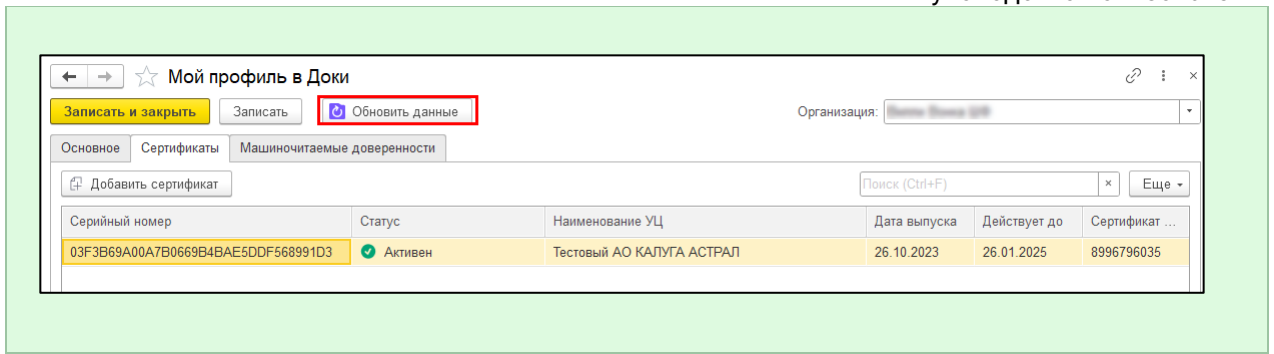 Мой профиль в Доки
Записать и закрыть Записать Обновить данные Организация:
Основное Сертификаты Машиночитаемые доверенности
Добавить сертификат Поиск (Ctrl+F) × Еще
Серийный номер Статус Наименование УЦ Дата выпуска Действует до Сертификат ...
03F3B69A00A7B0669B4BAE5DDF568991D3 Активен Тестовый АО КАЛУГА АСТРАЛ 26.10.2023 26.01.2025 8996796035